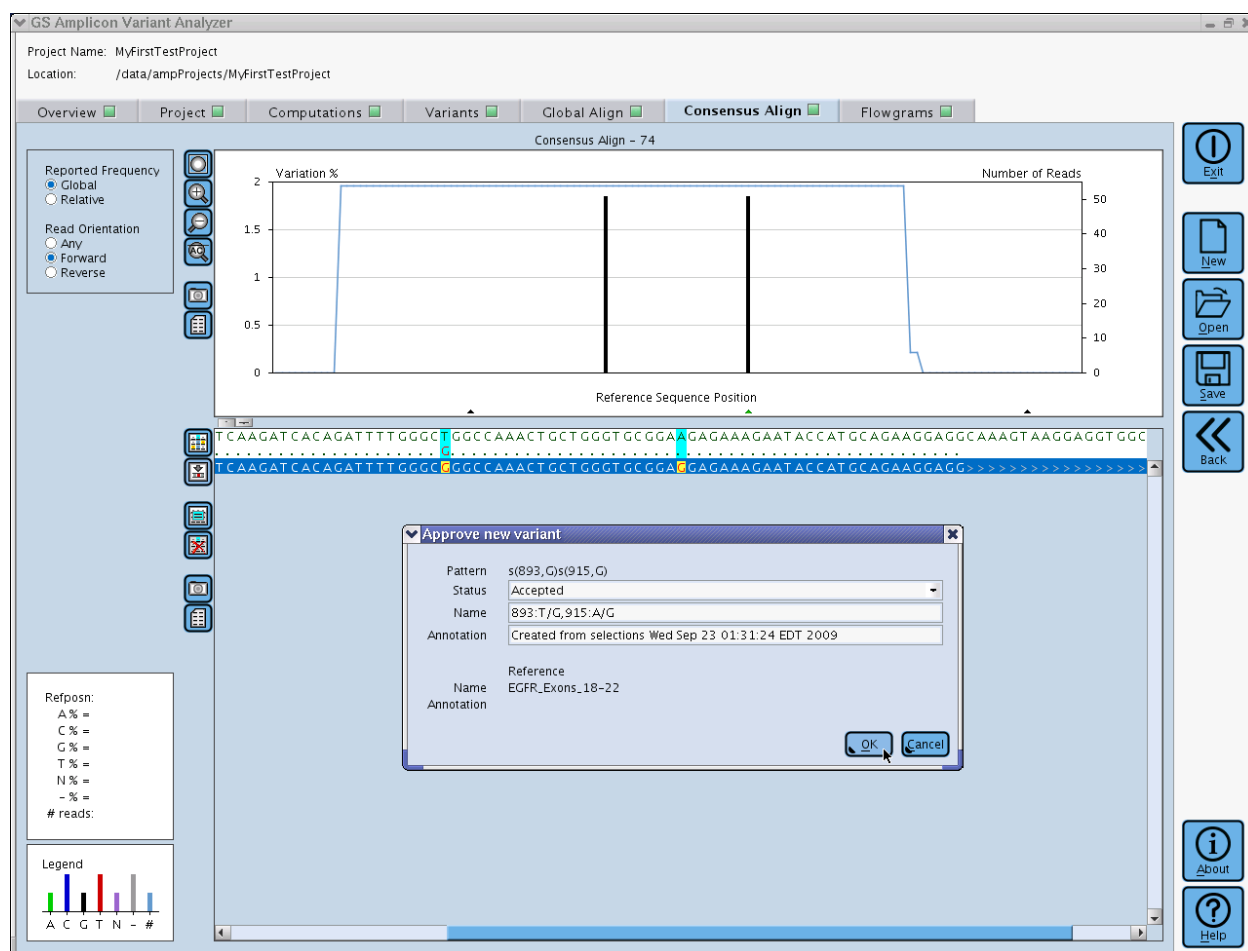 GS Amplicon Variant Analyzer
Project Name: MyFirstTestProject
Location: /data/ampProjects/MyFirstTestProject
Overview Project Computations Variants Global Align Consensus Align Flowgrams
Consensus Align - 74
Reported Frequency
Global
Relative
Read Orientation
Any
Forward
Reverse
Variation % Number of Reads
2
1.5
1
0.5
0
50
40
30
20
10
0
Reference Sequence Position
TCAAGATCACAGATTTTGGGCTGGCCAAACTGCTGGGTGCGGAAGAGAAAGAATACCATGCAGAAGGAGGCAAAGTAAGGAGGTGGC
G
TCAAGATCACAGATTTTGGGCGGGCCAAACTGCTGGGTGCGGAGGAGAAAGAATACCATGCAGAAGGAGG>>>>>>>>>>>>>>>>>
Approve new variant
Pattern s(893,G)s(915,G)
Status Accepted
Name 893:T/G,915:A/G
Annotation Created from selections Wed Sep 23 01:31:24 EDT 2009
Reference
Name EGFR_Exons_18-22
Annotation
OK Cancel
Refposn:
A % =
C % =
G % =
T % =
N % =
- % =
# reads:
Legend
A C G T N - #
Exit
New
Open
Save
Back
About
Help